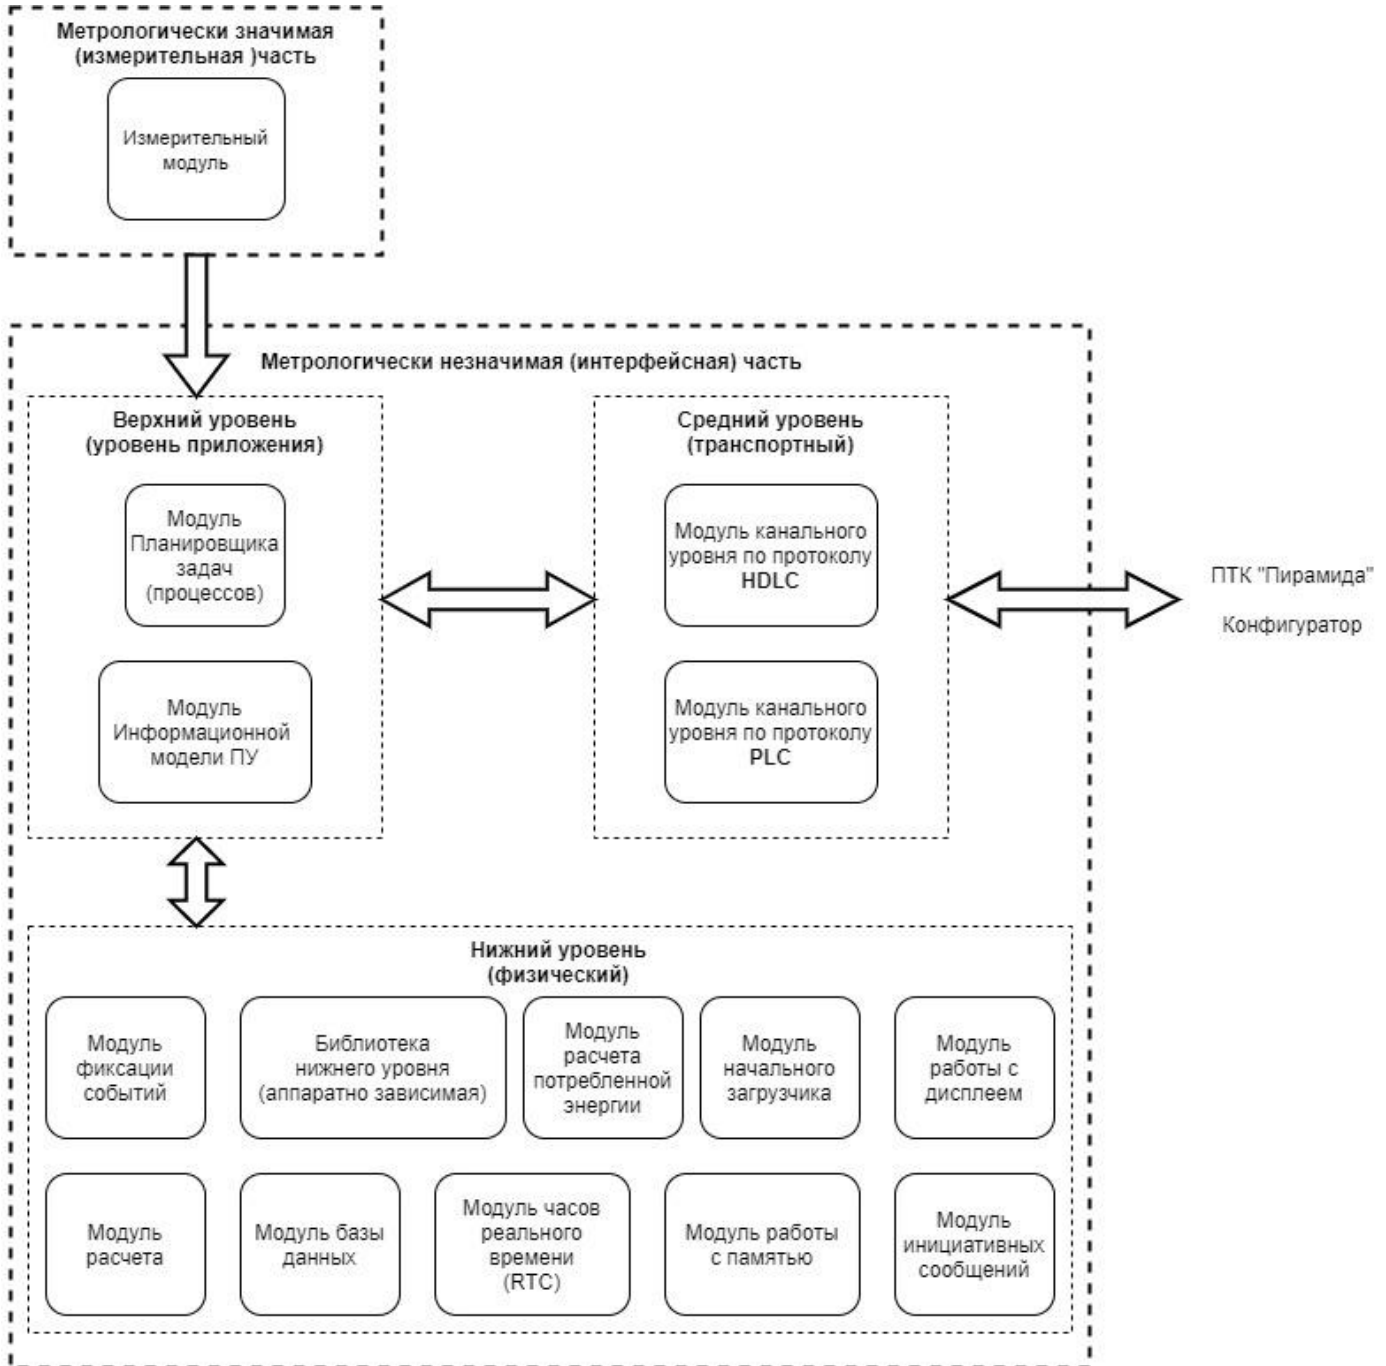 Метрологически значимая
(измерительная )часть
Измерительный
модуль
Метрологически незначимая (интерфейсная) часть
Верхний уровень
(уровень приложения)
Модуль
Планировщика
задач
(процессов)
Модуль
Информационной
модели ПУ
Средний уровень
(транспортный)
Модуль канального
уровня по протоколу
HDLC
Модуль канального
уровня по протоколу
PLC
ПТК "Пирамида"
Конфигуратор
Нижний уровень
(физический)
Модуль
фиксации
событий
Библиотека
нижнего уровня
(аппаратно зависимая)
Модуль
расчета
потребленной
энергии
Модуль
начального
загрузчика
Модуль
работы с
дисплеем
Модуль
расчета
Модуль базы
данных
Модуль часов
реального
времени
(RTC)
Модуль работы
с памятью
Модуль
инициативных
сообщений